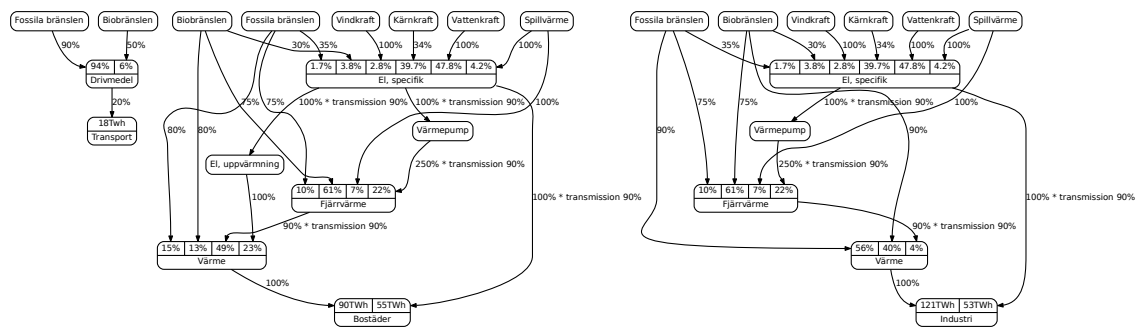 Fossila bränslen Biobränslen Biobränslen Fossila bränslen Vindkraft Kärnkraft Vattenkraft Spillvärme Fossila bränslen Biobränslen Vindkraft Kärnkraft Vattenkraft Spillvärme
90% 50% 30% 35% 100% 34% 100% 100% 35% 30% 100% 34% 100% 100%
94% 6% 1.7% 3.8% 2.8% 39.7% 47.8% 4.2% 1.7% 3.8% 2.8% 39.7% 47.8% 4.2%
Drivmedel El, specifik El, specifik
20% 75% 75% 100% * transmission 90% 100% * transmission 90% 100% 75% 75% 100% * transmission 90% 100%
18Twh
Transport
80% 80% Värmepump 90% Värmepump 90%
El, uppvärmning 250% * transmission 90% 250% * transmission 90%
10% 61% 7% 22% 10% 61% 7% 22%
100% 100% * transmission 90% 100% * transmission 90%
Fjärrvärme Fjärrvärme
90% * transmission 90% 90% * transmission 90%
15% 13% 49% 23% 56% 40% 4%
Värme Värme
100% 100%
90TWh 55TWh 121TWh 53TWh
Bostäder Industri